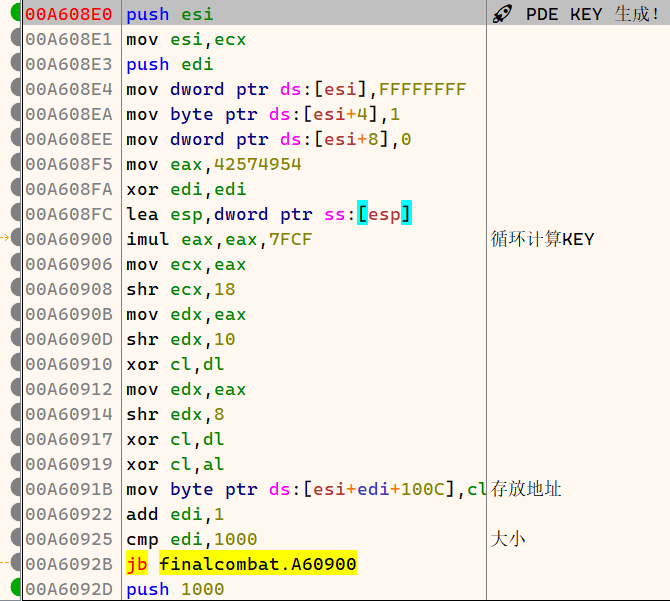 00A608E0 push esi PDE KEY 生成!
00A608E1 mov esi,ecx
00A608E3 push edi
00A608E4 mov dword ptr ds:[esi],FFFFFFFF
00A608EA mov byte ptr ds:[esi+4],1
00A608EE mov dword ptr ds:[esi+8],0
00A608F5 mov eax,42574954
00A608FA xor edi,edi
00A608FC lea esp,dword ptr ss:[esp]
00A60900 imul eax,eax,7FCF 循环计算KEY
00A60906 mov ecx,eax
00A60908 shr ecx,18
00A6090B mov edx,eax
00A6090D shr edx,10
00A60910 xor cl,dl
00A60912 mov edx,eax
00A60914 shr edx,8
00A60917 xor cl,dl
00A60919 xor cl,al
00A6091B mov byte ptr ds:[esi+edi+100C],cl 存放地址
00A60922 add edi,1
00A60925 cmp edi,1000 大小
00A6092B jb finalcombat.A60900
00A6092D push 1000